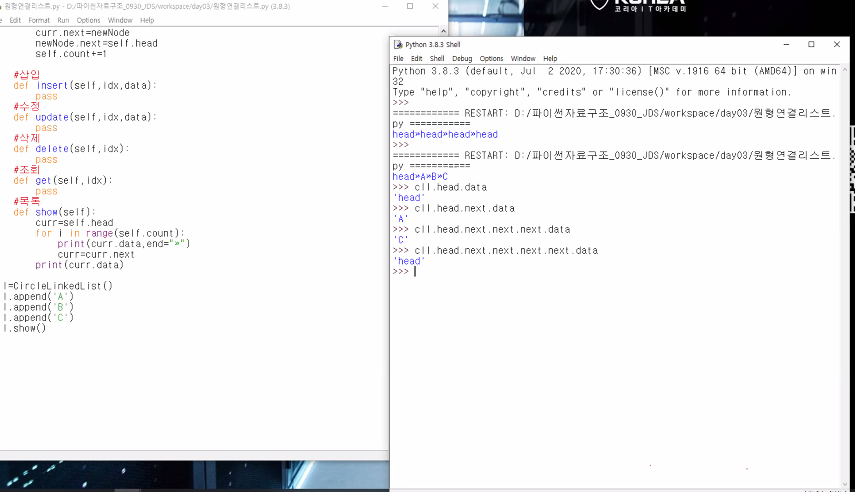 원형연결리스트.py - D:/파이썬자료구조_0930_JDS/workspace/day03/원형연결리스트.py (3.8.3)
Edit Format Run Options Window Help
curr.next=newNode
newNode.next=self.head
self.count+=1
#삽입
def insert(self,idx,data):
pass
#수정
def update(self,idx,data):
pass
#삭제
def delete(self,idx):
pass
#조회
def get(self,idx):
pass
#목록
def show(self):
curr=self.head
for i in range(self.count):
print(curr.data,end="»")
curr=curr.next
print(curr.data)
l=CircleLinkedList()
l.append('A')
l.append('B')
l.append('C')
l.show()
코리아IT아카데미
Python 3.8.3 Shell
File Edit Shell Debug Options Window Help
Python 3.8.3 (default, Jul 2 2020, 17:30:36) [MSC v.1916 64 bit (AMD64)] on win
32
Type "help", "copyright", "credits" or "license()" for more information.
>>>
============ RESTART: D:/파이썬자료구조_0930_JDS/workspace/day03/원형연결리스트.
py ===========
head»head»head»head
>>>
============ RESTART: D:/파이썬자료구조_0930_JDS/workspace/day03/원형연결리스트.
py ===========
head»A»B»C
>>> cll.head.data
'head'
>>> cll.head.next.data
'A'
>>> cll.head.next.next.next.data
'C'
>>> cll.head.next.next.next.next.data
'head'
>>>